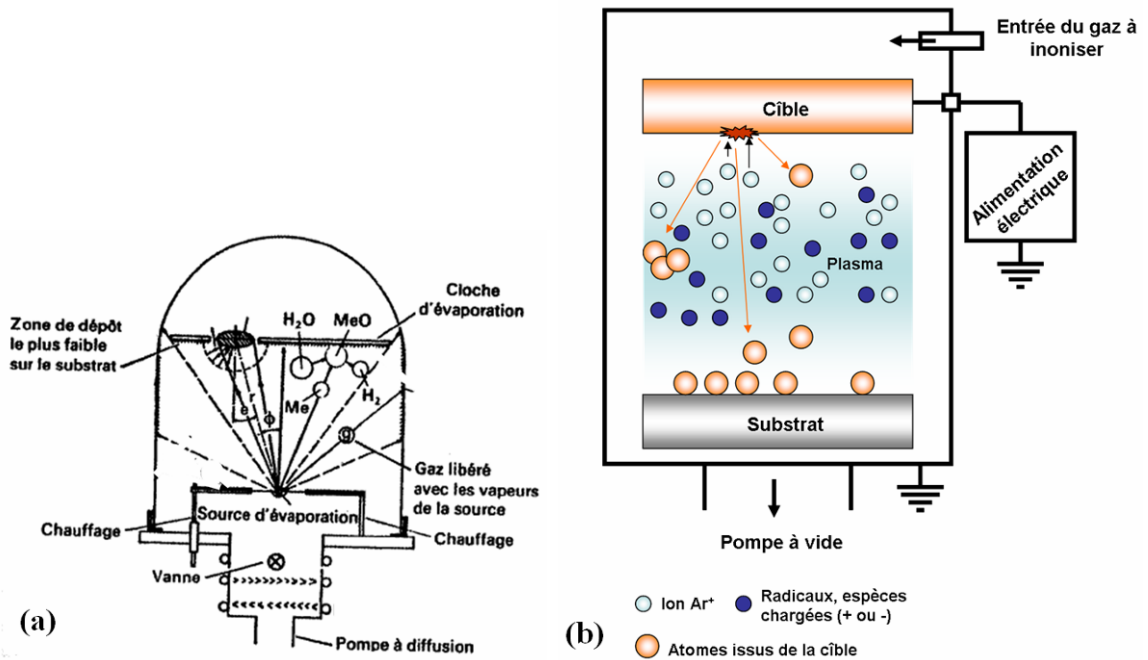 Zone de dépôt
le plus faible
sur le substrat
H₂O
MeO
Cloche
d'évaporation
Me
H₂
e
r
ϕ
g
Gaz libéré
avec les vapeurs
de la source
Source d'évaporation
Chauffage
Chauffage
Vanne
Pompe à diffusion
(a)
Entrée du gaz à
inoniser
Cîble
Alimentation
électrique
Plasma
Substrat
Pompe à vide
Ion Ar⁺
Radicaux, espèces
chargées (+ ou -)
Atomes issus de la cîble
(b)